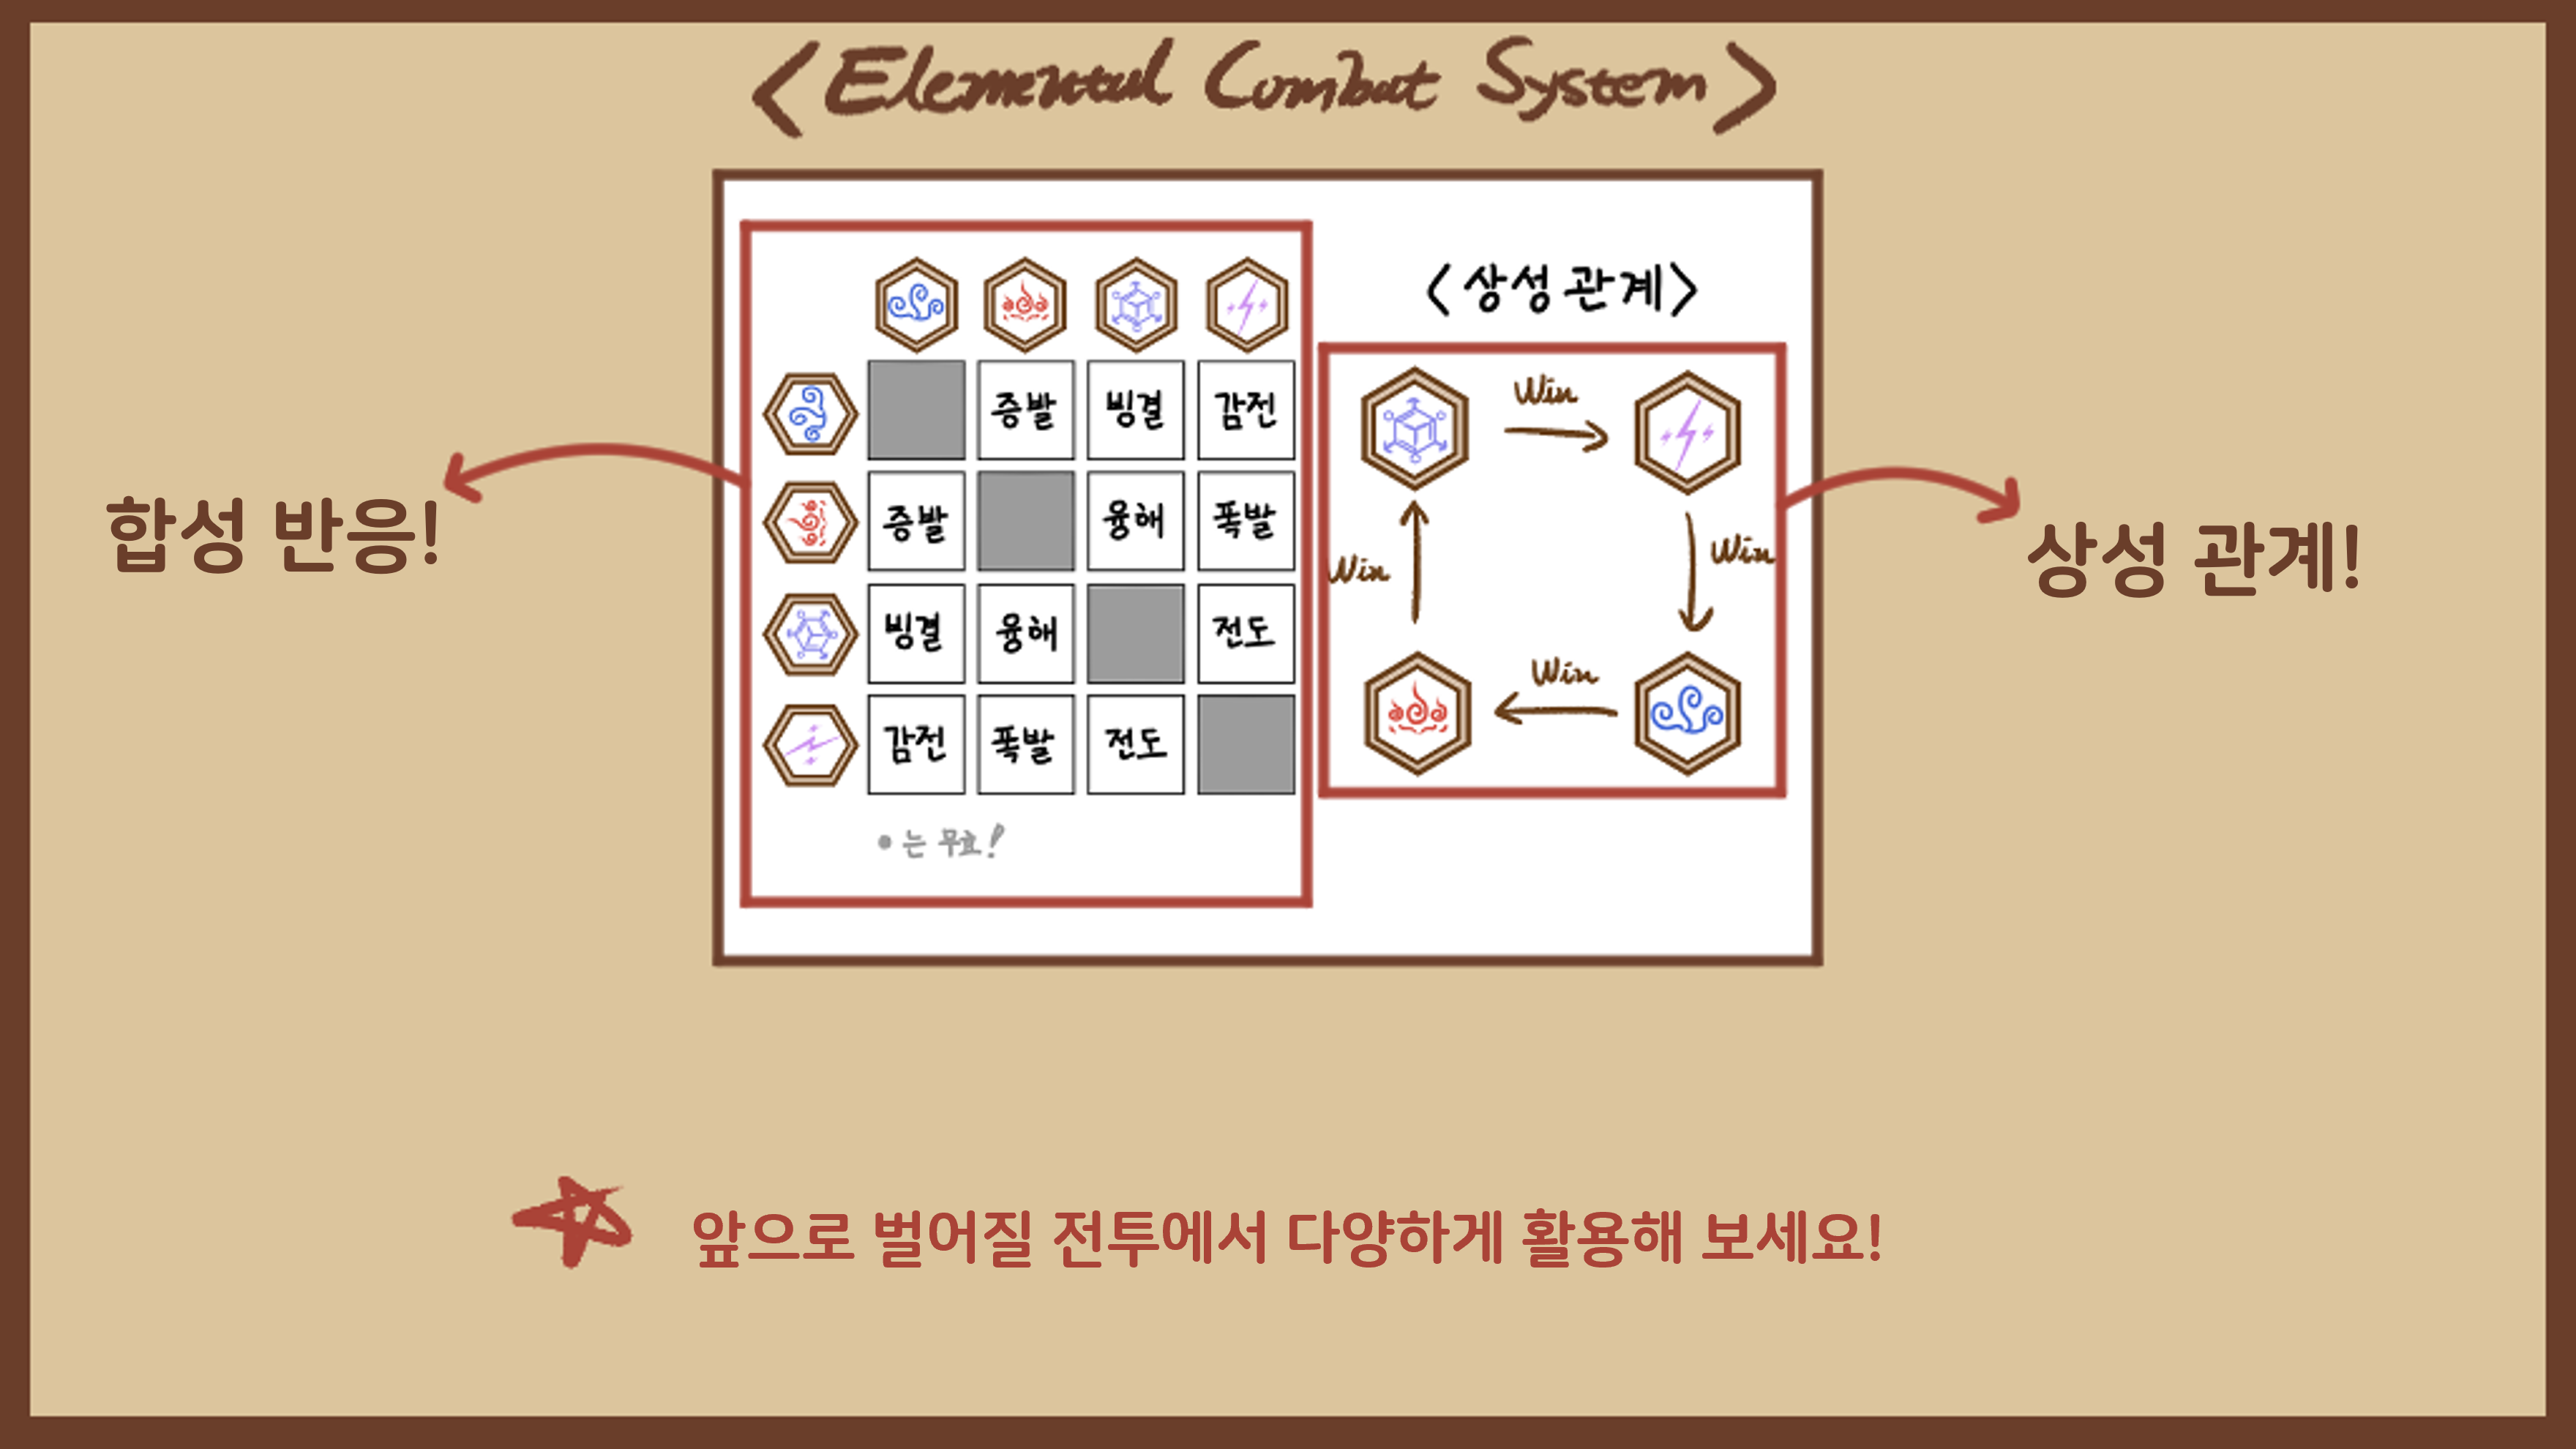 <Elemental Combat System>
<상성 관계>
증발 빙결 감전
증발 융해 폭발
빙결 융해 전도
감전 폭발 전도
는 무효!
Win
Win
Win
Win
합성 반응!
상성 관계!
앞으로 벌어질 전투에서 다양하게 활용해 보세요!